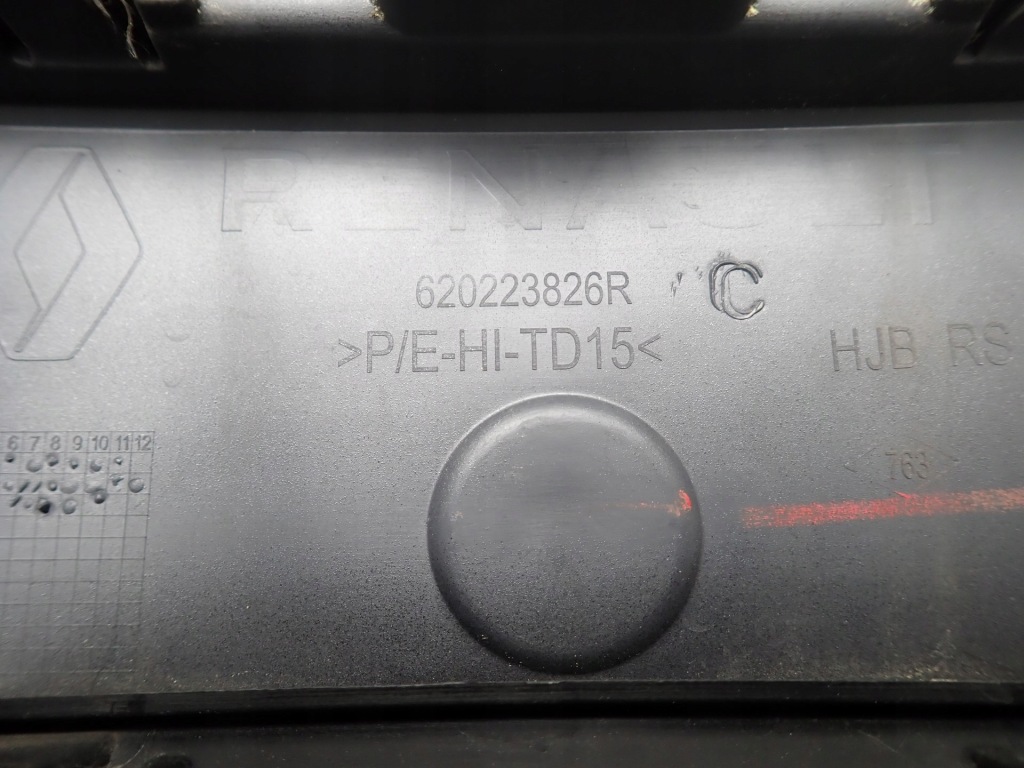 RENAULT
620223826R C
>P/E-HI-TD15<
HJB RS
763
6 7 8 9 10 11 12